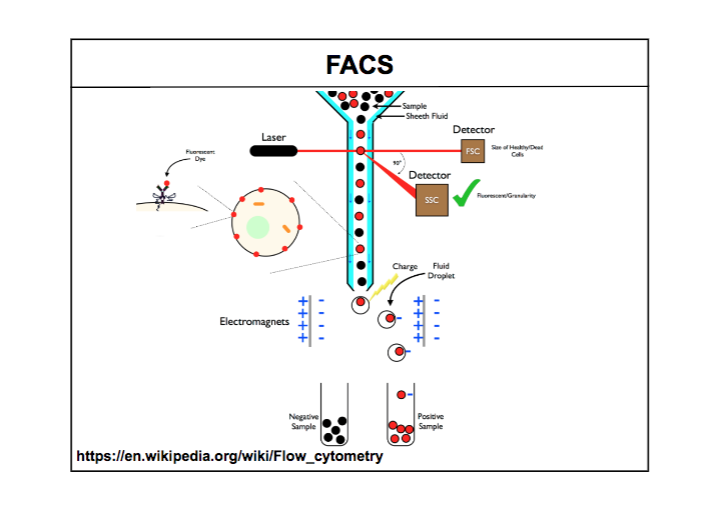 FACS
Sample
Sheeth Fluid
Laser
Detector
FSC
Size of Healthy/Dead
Cells
Fluorescent
Dye
90°
Detector
SSC
Fluorescent/Granularity
Charge
Fluid
Droplet
Electromagnets
+ -
+ -
+ -
+ -
+ -
+ -
+ -
+ -
-
-
-
Negative
Sample
Positive
Sample
https://en.wikipedia.org/wiki/Flow_cytometry